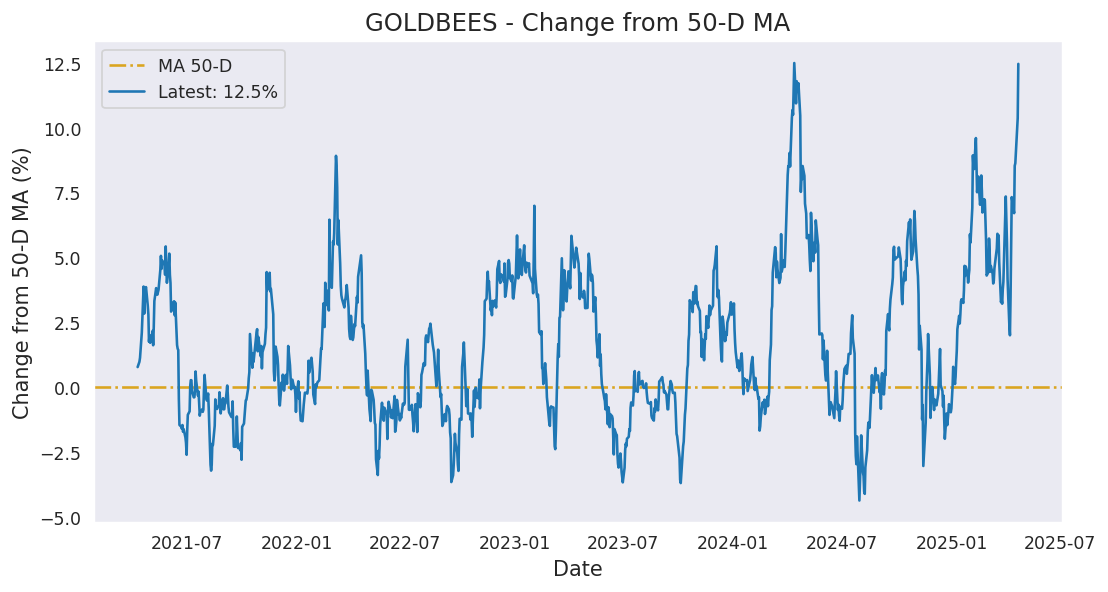 GOLDBEES - Change from 50-D MA
MA 50-D
Latest: 12.5%
Change from 50-D MA (%)
12.5
10.0
7.5
5.0
2.5
0.0
−2.5
−5.0
2021-07 2022-01 2022-07 2023-01 2023-07 2024-01 2024-07 2025-01 2025-07
Date